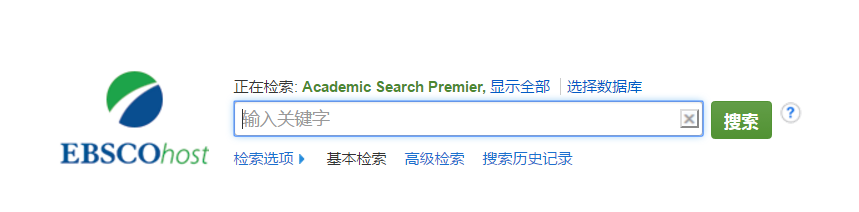 正在检索: Academic Search Premier, 显示全部 选择数据库
输入关键字
搜索
?
EBSCOhost
检索选项 基本检索 高级检索 搜索历史记录